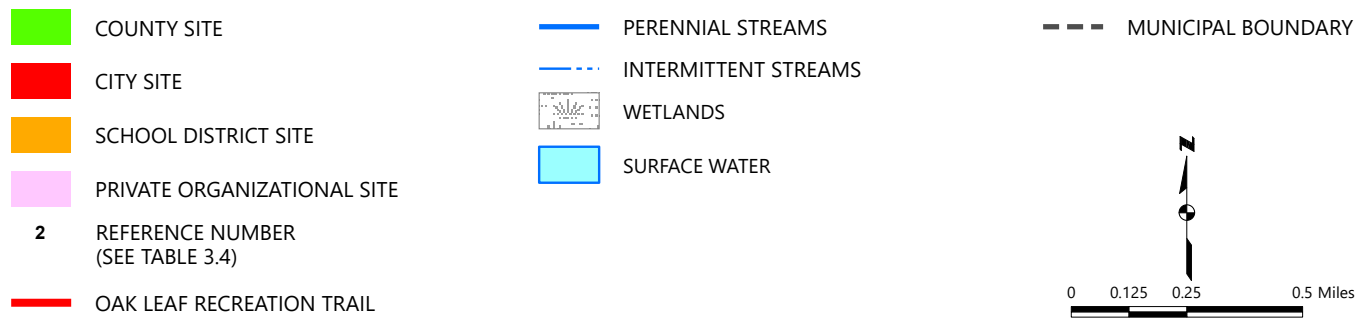 COUNTY SITE
CITY SITE
SCHOOL DISTRICT SITE
PRIVATE ORGANIZATIONAL SITE
2 REFERENCE NUMBER
(SEE TABLE 3.4)
OAK LEAF RECREATION TRAIL
PERENNIAL STREAMS
INTERMITTENT STREAMS
WETLANDS
SURFACE WATER
MUNICIPAL BOUNDARY
N
0 0.125 0.25 0.5 Miles